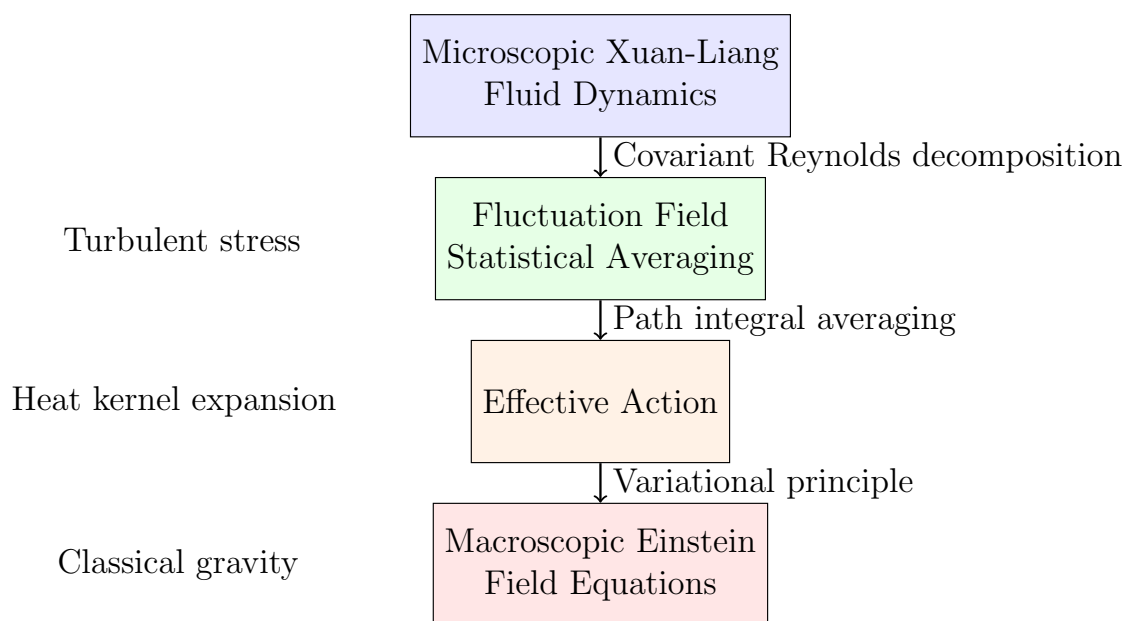 Microscopic Xuan-Liang
Fluid Dynamics
Covariant Reynolds decomposition
Turbulent stress
Fluctuation Field
Statistical Averaging
Path integral averaging
Heat kernel expansion
Effective Action
Variational principle
Classical gravity
Macroscopic Einstein
Field Equations